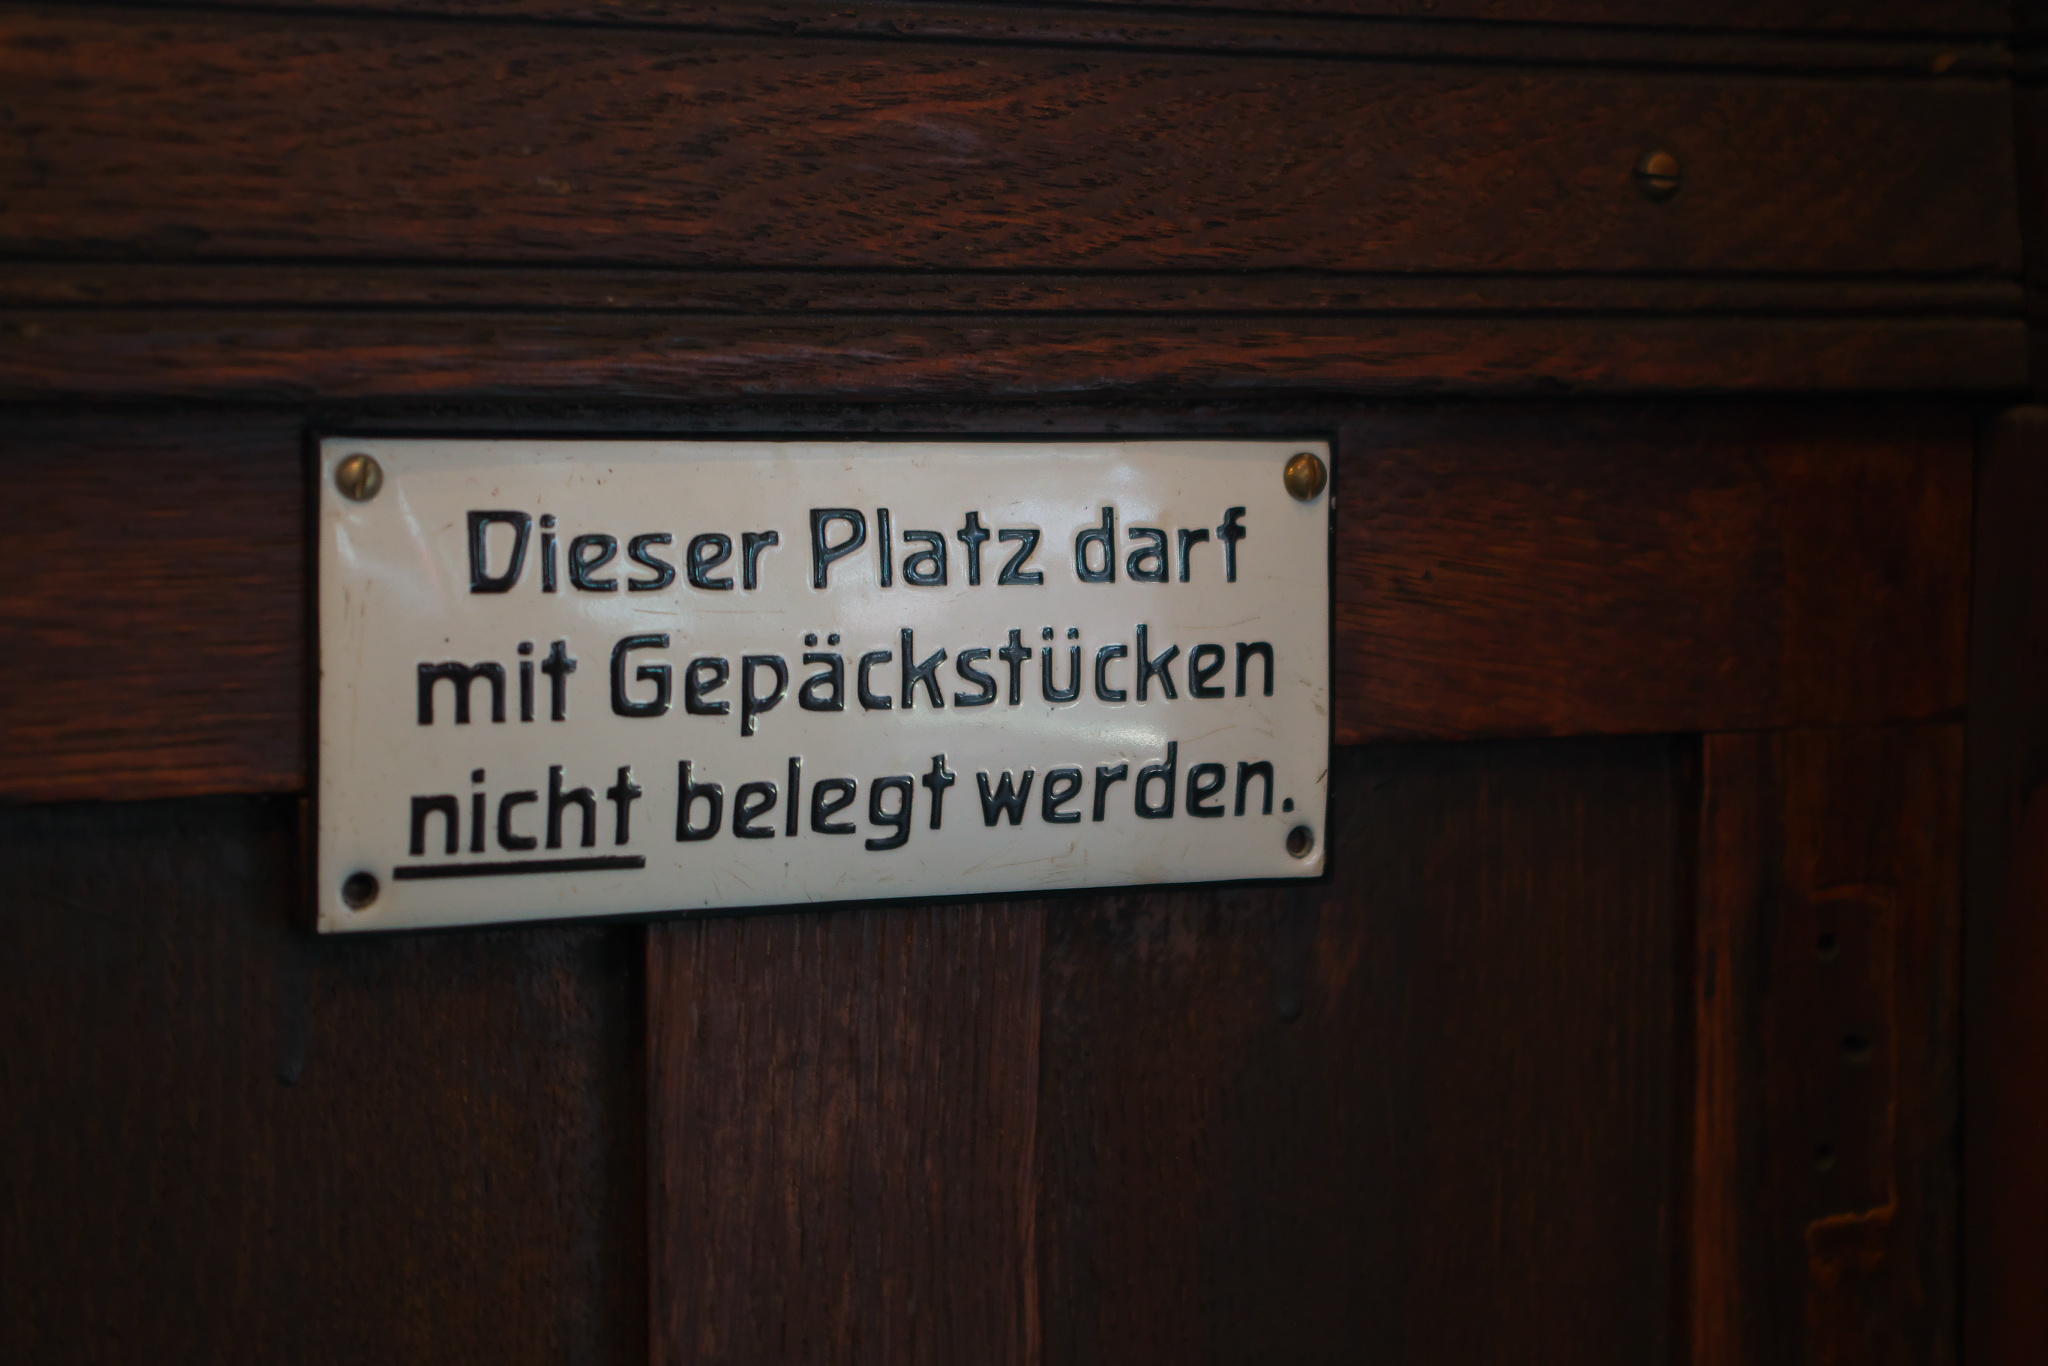 Dieser Platz darf
mit Gepäckstücken
nicht belegt werden.